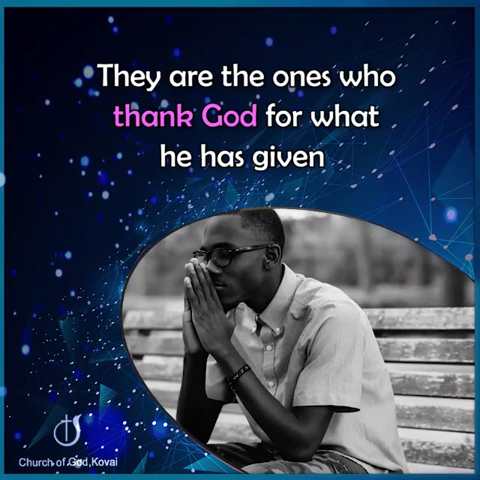 They are the ones who
thank God for what
he has given
Church of God,Kovai